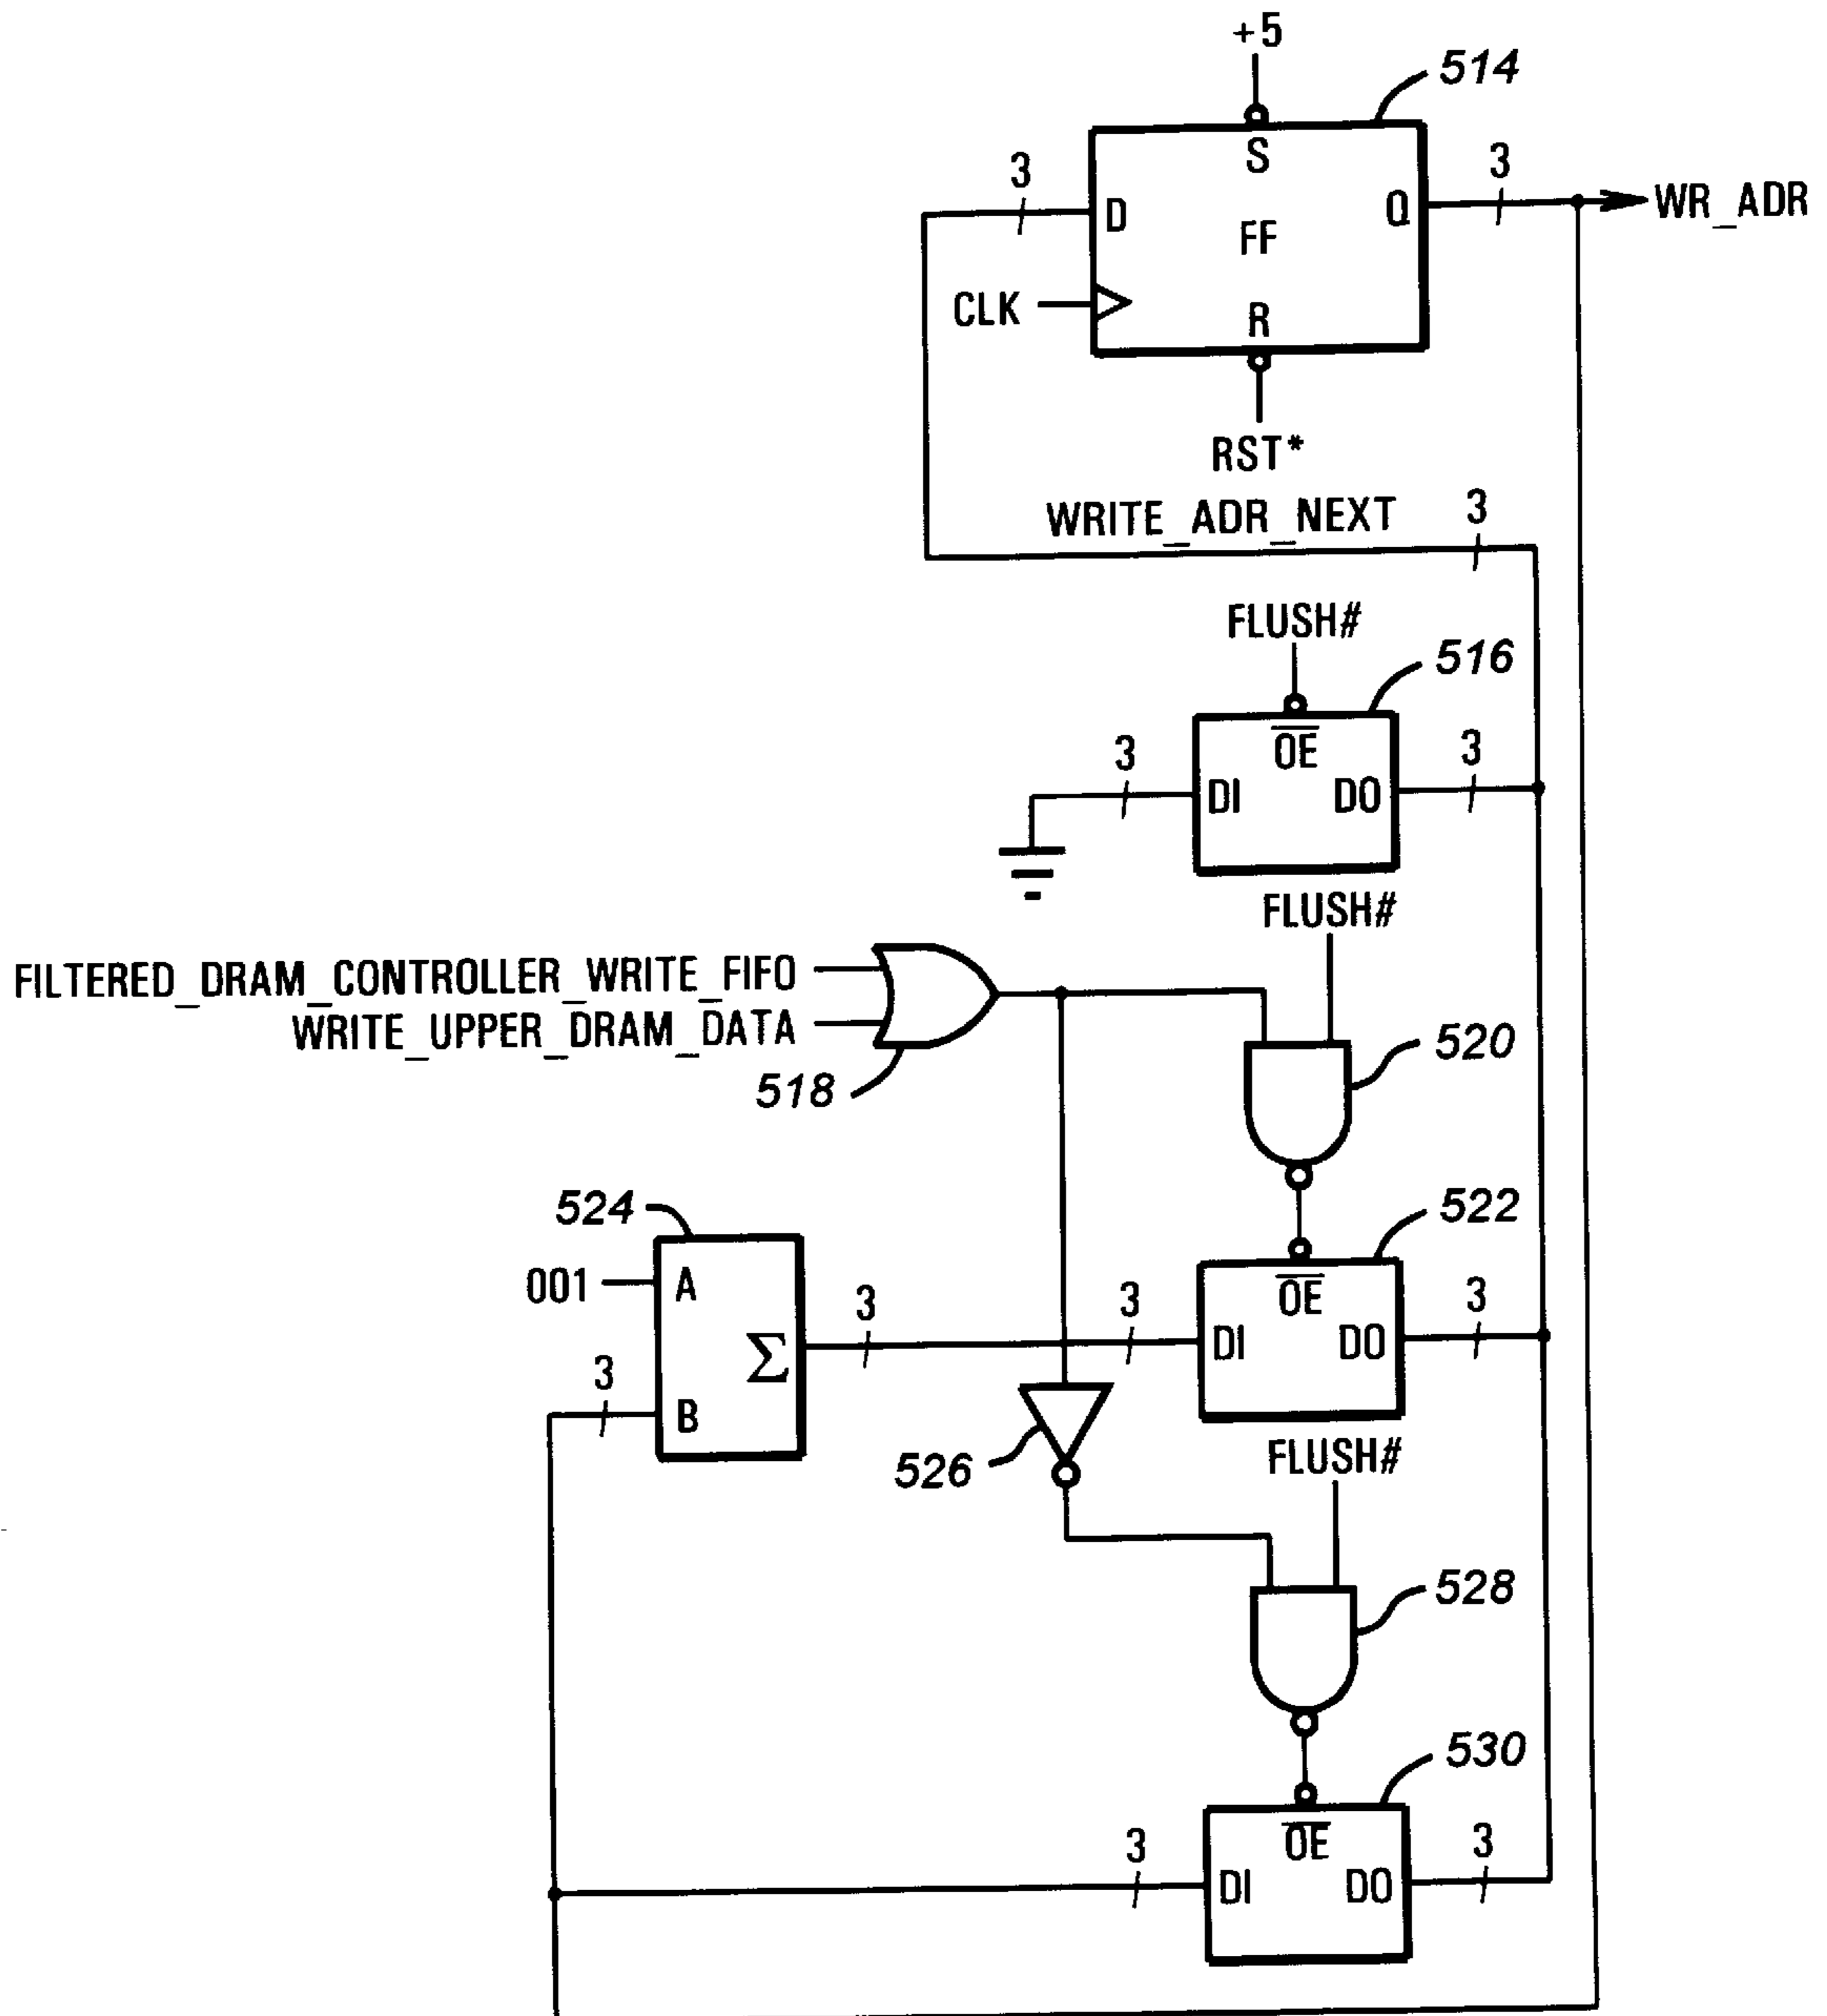 +5
514
S
3
3
D
Q
WR_ADR
FF
CLK
R
RST*
WRITE_ADR_NEXT
3
FLUSH#
516
OE
3
3
DI
DO
FLUSH#
FILTERED_DRAM_CONTROLLER_WRITE_FIFO
WRITE_UPPER_DRAM_DATA
520
518
524
522
001
A
OE
3
3
3
Σ
DI
DO
3
B
526
FLUSH#
528
530
OE
3
3
DI
DO